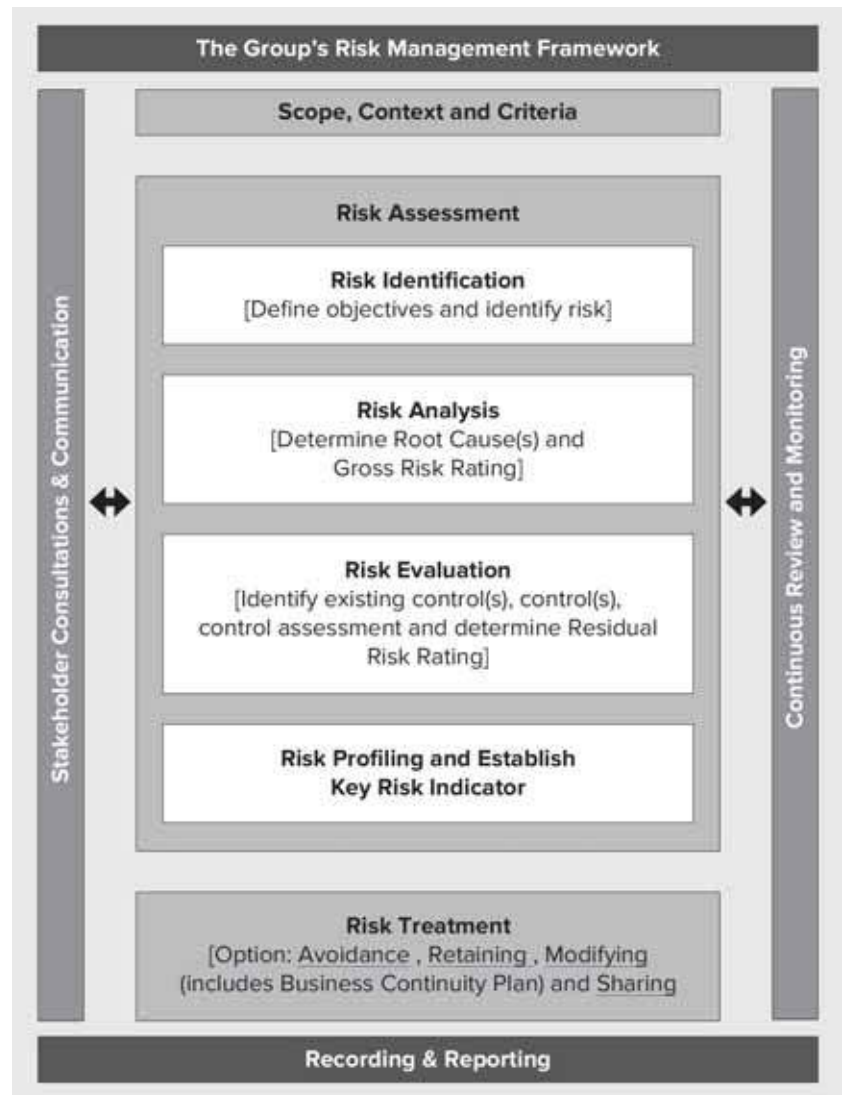 The Group's Risk Management Framework
Scope, Context and Criteria
Stakeholder Consultations & Communication
Risk Assessment
Risk Identification
[Define objectives and identify risk]
Risk Analysis
[Determine Root Cause(s) and
Gross Risk Rating]
Risk Evaluation
[Identify existing control(s), control(s),
control assessment and determine Residual
Risk Rating]
Risk Profiling and Establish
Key Risk Indicator
Continuous Review and Monitoring
Risk Treatment
[Option: Avoidance , Retaining , Modifying
(includes Business Continuity Plan) and Sharing
Recording & Reporting